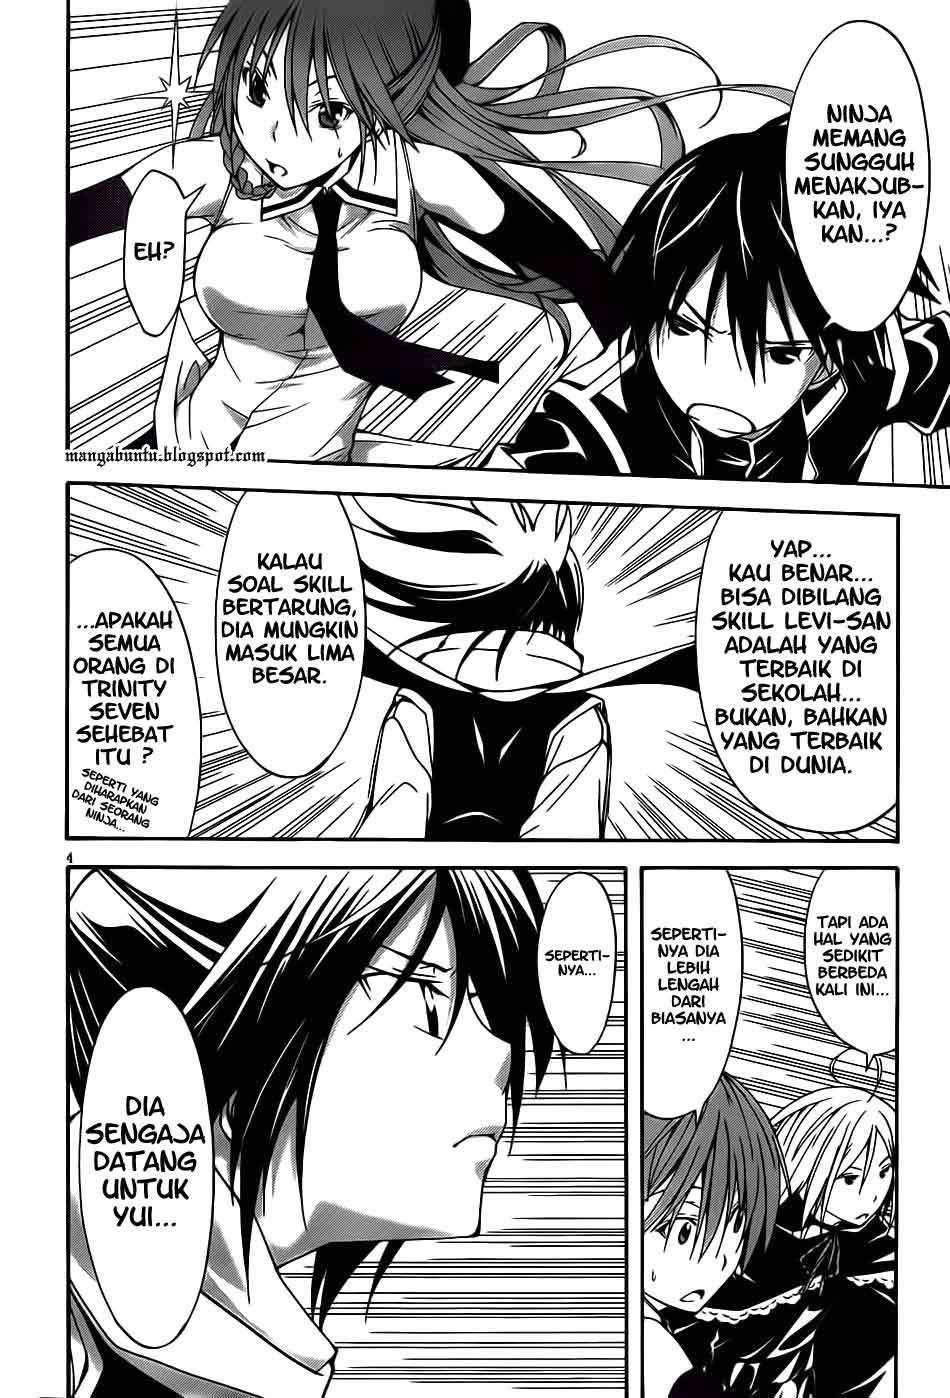 NINJA
MEMANG
SUNGGUH
MENAKJUB-
KAN, IYA
KAN...?
EH?
mangabuntu.blogspot.com
YAP...
KAU BENAR...
BISA DIBILANG
SKILL LEVI-SAN
ADALAH YANG
TERBAIK DI
SEKOLAH...
BUKAN, BAHKAN
YANG TERBAIK
DI DUNIA.
KALAU
SOAL SKILL
BERTARUNG,
DIA MUNGKIN
MASUK LIMA
BESAR.
...APAKAH
SEMUA
ORANG DI
TRINITY
SEVEN
SEHEBAT
ITU ?
SEPERTI YANG
DIHARAPKAN
DARI SEORANG
NINJA...
4
TAPI ADA
HAL YANG
SEDIKIT
BERBEDA
KALI INI...
SEPERTI-
NYA DIA
LEBIH
LENGAH
DARI
BIASANYA
...
SEPERTI-
NYA...
DIA
SENGAJA
DATANG
UNTUK
YUI...